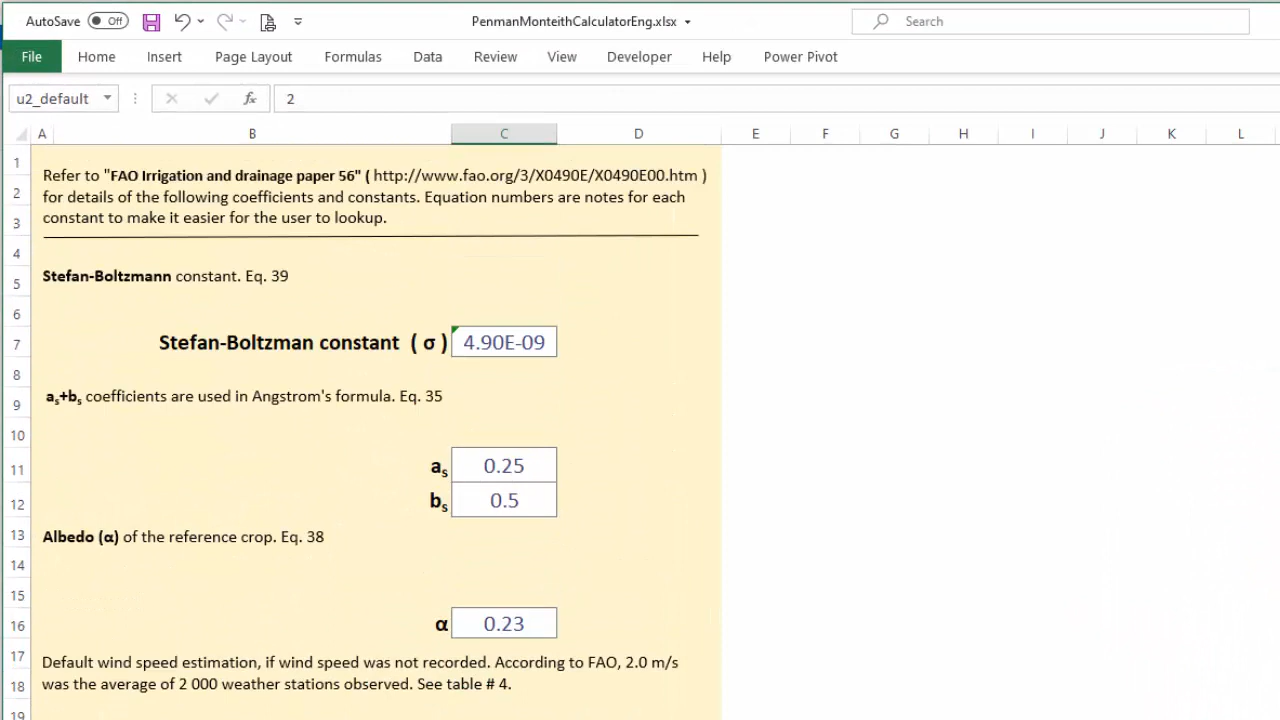 AutoSave Off PenmanMonteithCalculatorEng.xlsx Search
File Home Insert Page Layout Formulas Data Review View Developer Help Power Pivot
u2_default fx 2
A B C D E F G H I J K L
1
Refer to "FAO Irrigation and drainage paper 56" ( http://www.fao.org/3/X0490E/X0490E00.htm )
2 for details of the following coefficients and constants. Equation numbers are notes for each
3 constant to make it easier for the user to lookup.
4
5 Stefan-Boltzmann constant. Eq. 39
6
7 Stefan-Boltzman constant ( σ ) 4.90E-09
8
9 as+bs coefficients are used in Angstrom's formula. Eq. 35
10
11 as 0.25
12 bs 0.5
13 Albedo (α) of the reference crop. Eq. 38
14
15
16 α 0.23
17 Default wind speed estimation, if wind speed was not recorded. According to FAO, 2.0 m/s
18 was the average of 2 000 weather stations observed. See table # 4.
19